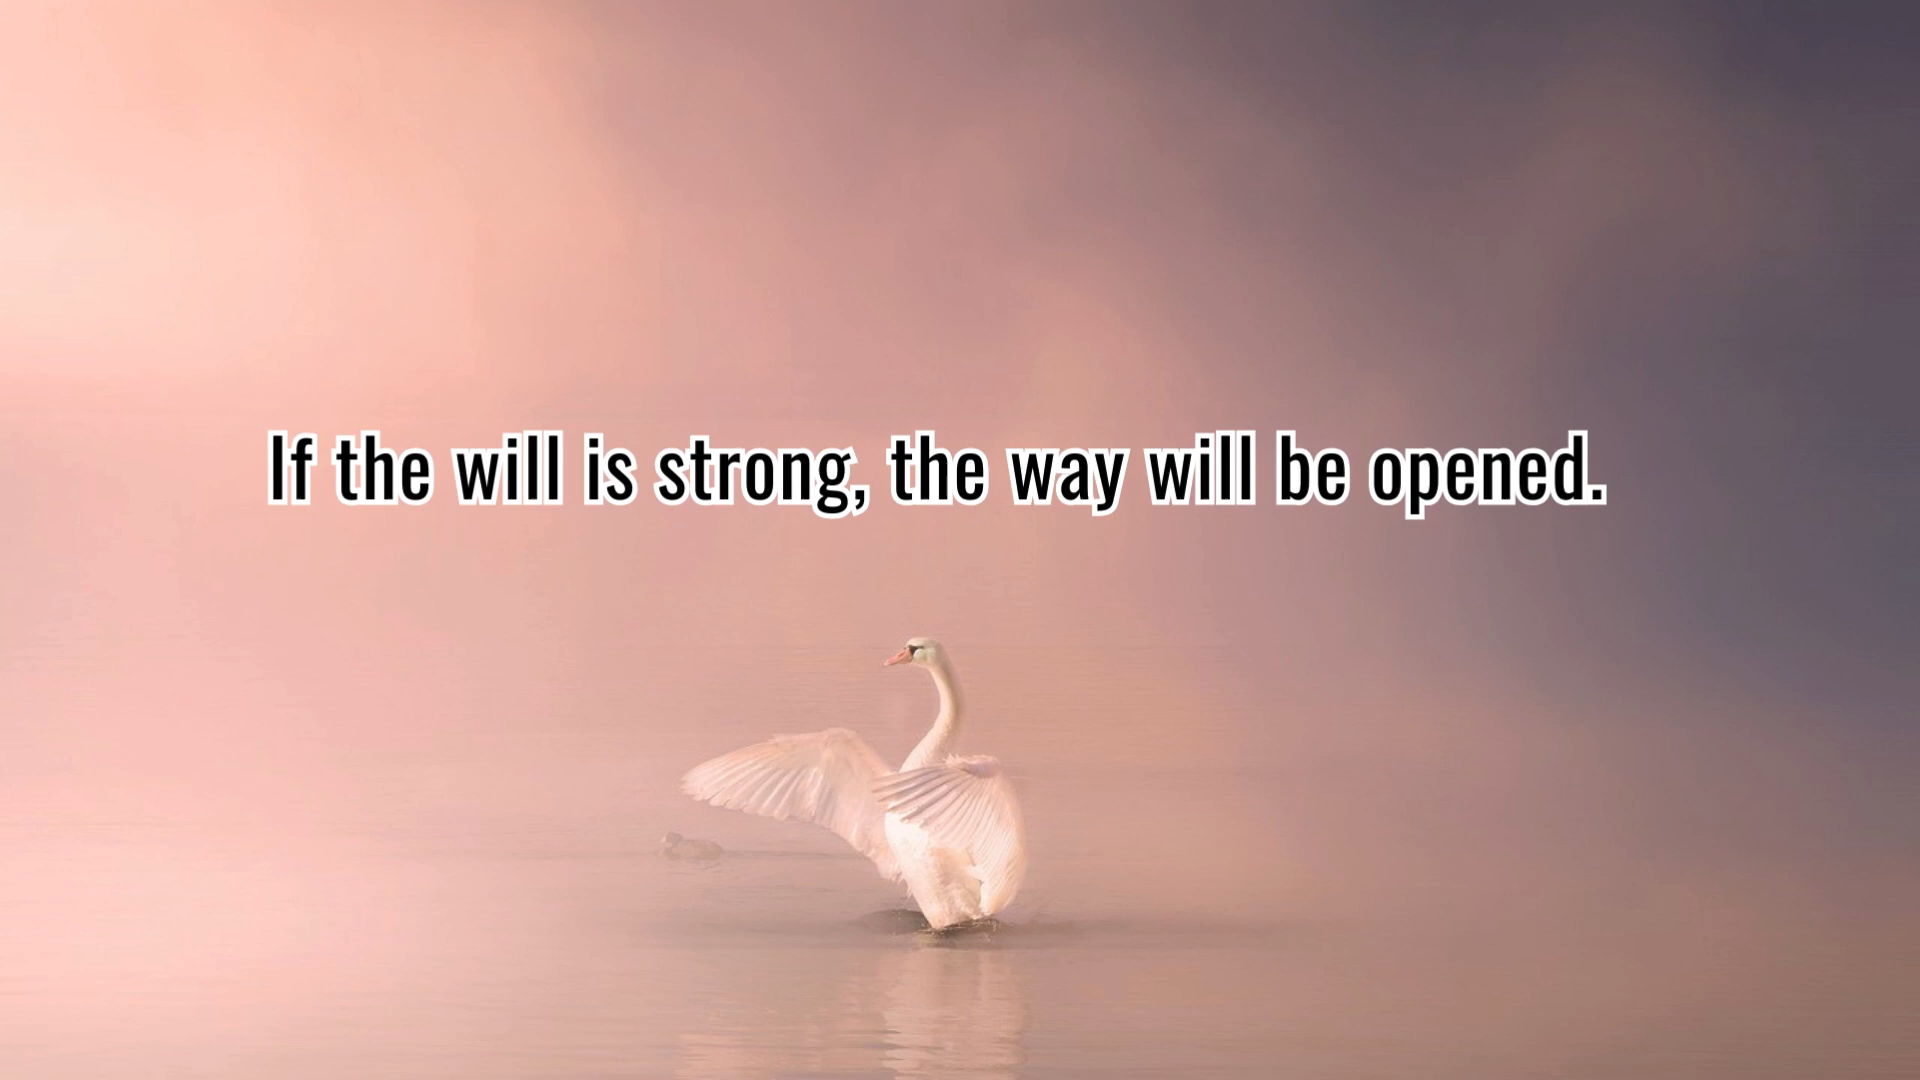 If the will is strong, the way will be opened.